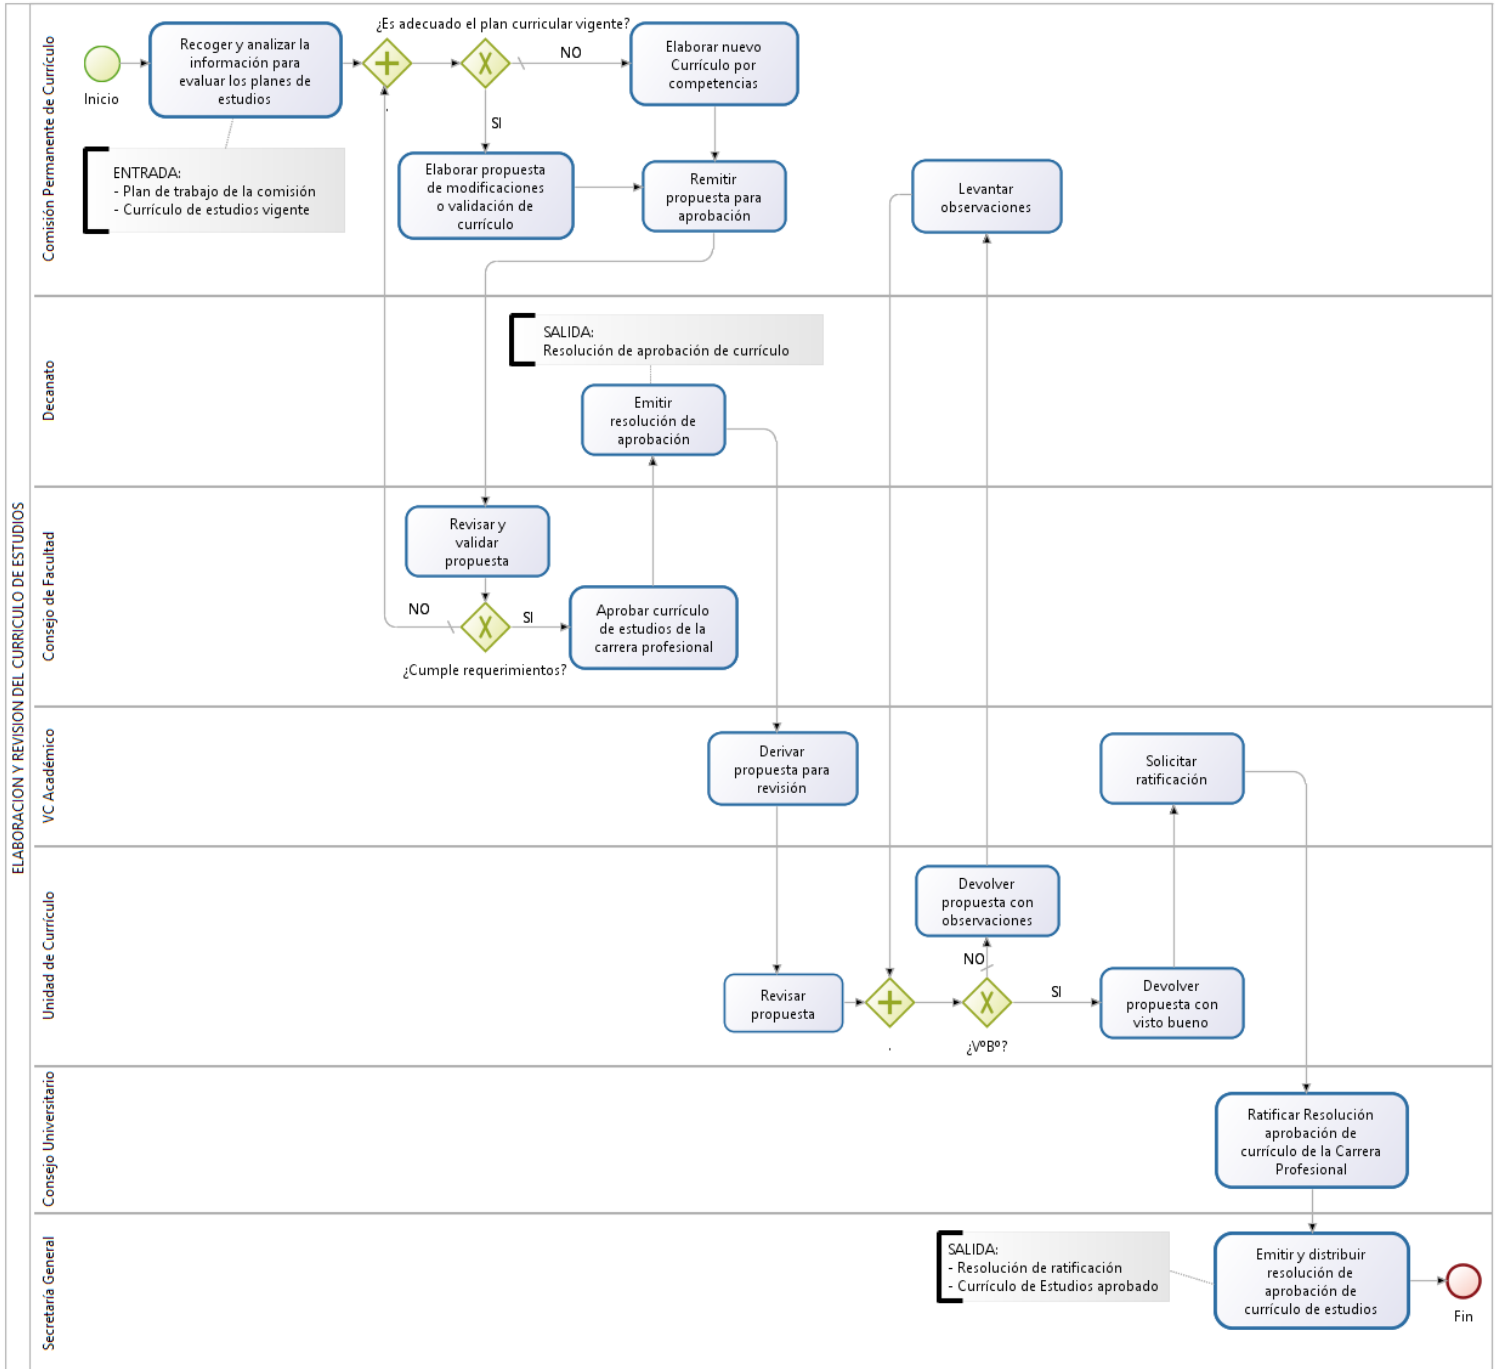 ELABORACION Y REVISION DEL CURRICULO DE ESTUDIOS
Comisión Permanente de Currículo
¿Es adecuado el plan curricular vigente?
Inicio
Recoger y analizar la
información para
evaluar los planes de
estudios
.
NO
SI
Elaborar nuevo
Currículo por
competencias
ENTRADA:
- Plan de trabajo de la comisión
- Currículo de estudios vigente
Elaborar propuesta
de modificaciones
o validación de
currículo
Remitir
propuesta para
aprobación
Levantar
observaciones
Decanato
SALIDA:
Resolución de aprobación de currículo
Emitir
resolución de
aprobación
Consejo de Facultad
Revisar y
validar
propuesta
NO
SI
¿Cumple requerimientos?
Aprobar currículo
de estudios de la
carrera profesional
VC Académico
Derivar
propuesta para
revisión
Solicitar
ratificación
Unidad de Currículo
Devolver
propuesta con
observaciones
NO
Revisar
propuesta
.
¿VºBº?
SI
Devolver
propuesta con
visto bueno
Consejo Universitario
Ratificar Resolución
aprobación de
currículo de la Carrera
Profesional
Secretaría General
SALIDA:
- Resolución de ratificación
- Currículo de Estudios aprobado
Emitir y distribuir
resolución de
aprobación de
currículo de estudios
Fin